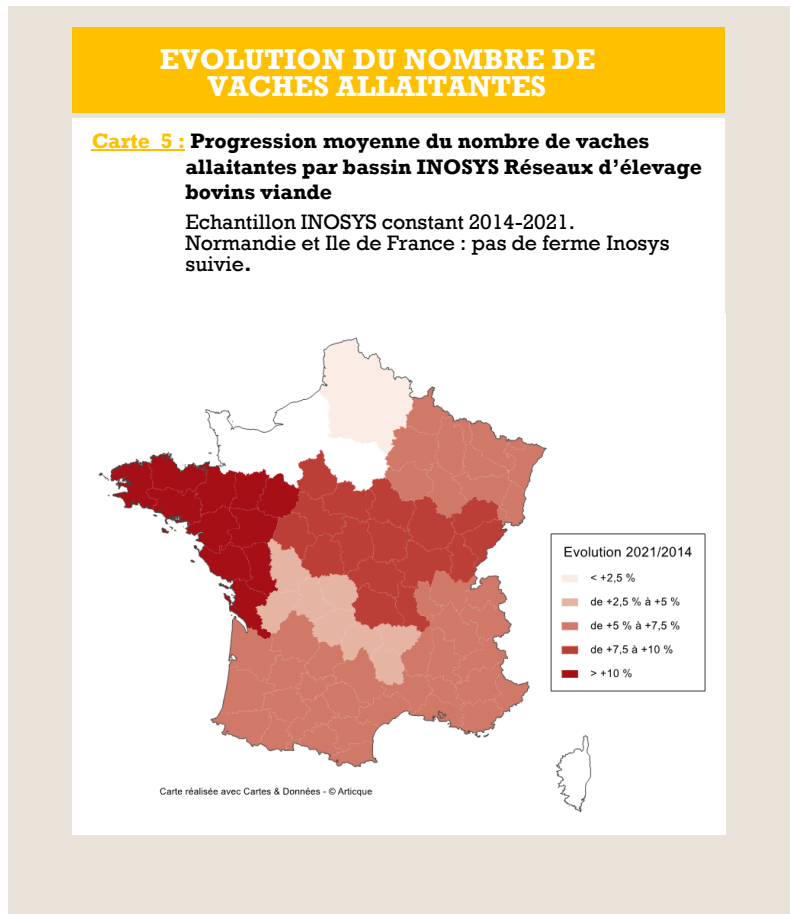 EVOLUTION DU NOMBRE DE
VACHES ALLAITANTES
Carte 5 : Progression moyenne du nombre de vaches
allaitantes par bassin INOSYS Réseaux d'élevage
bovins viande
Echantillon INOSYS constant 2014-2021.
Normandie et Ile de France : pas de ferme Inosys
suivie.
Evolution 2021/2014
< +2,5 %
de +2,5 % à +5 %
de +5 % à +7,5 %
de +7,5 à +10 %
> +10 %
Carte réalisée avec Cartes & Données - © Articque